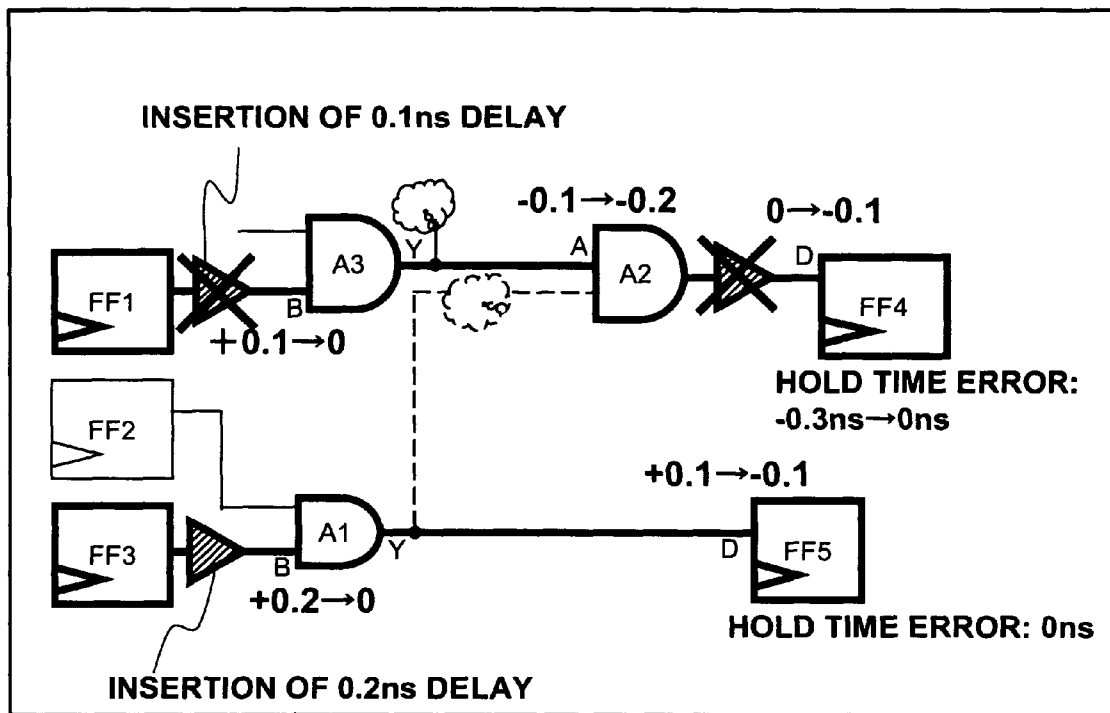 INSERTION OF 0.1ns DELAY
-0.1→-0.2
0→-0.1
Y
A
D
A3
A2
FF1
B
FF4
+0.1→0
HOLD TIME ERROR:
-0.3ns→0ns
FF2
+0.1→-0.1
A1
FF3
B
Y
D
FF5
+0.2→0
HOLD TIME ERROR: 0ns
INSERTION OF 0.2ns DELAY